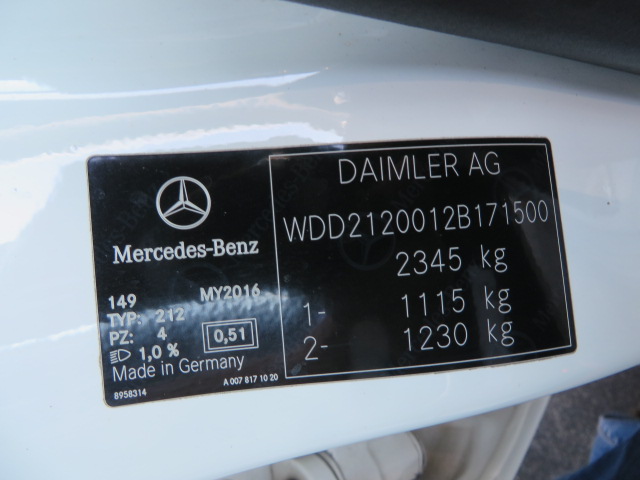 Mercedes-Benz
149 MY2016
TYP: 212
PZ: 4
0,51
1,0 %
Made in Germany
8958314
A 007 817 10 20
DAIMLER AG
WDD2120012B171500
2345 kg
1- 1115 kg
2- 1230 kg